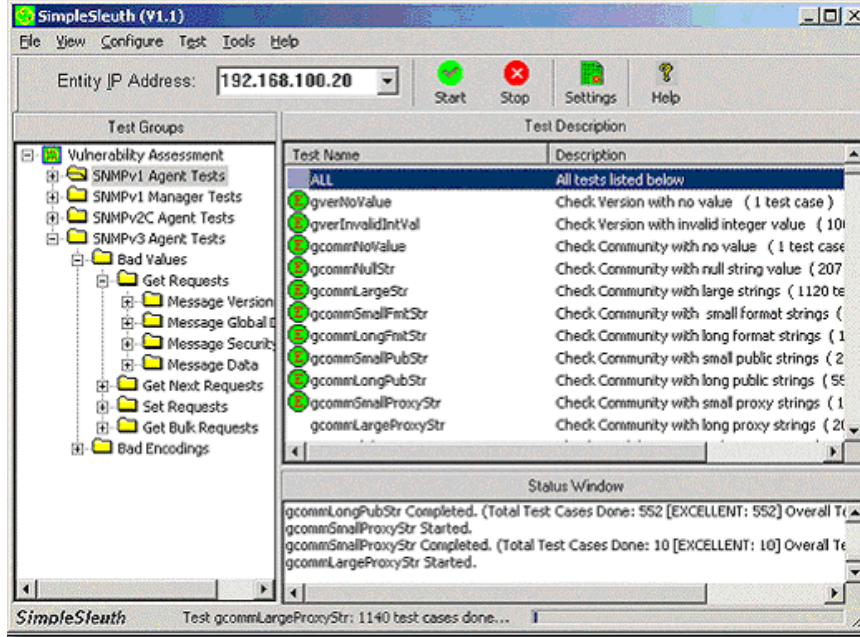 SimpleSleuth (V1.1)
File View Configure Test Tools Help
Entity IP Address: 192.168.100.20
Start Stop Settings Help
Test Groups
Vulnerability Assessment
SNMPv1 Agent Tests
SNMPv1 Manager Tests
SNMPv2C Agent Tests
SNMPv3 Agent Tests
Bad Values
Get Requests
Message Version
Message Global
Message Security
Message Data
Get Next Requests
Set Requests
Get Bulk Requests
Bad Encodings
Test Description
Test Name Description
ALL All tests listed below
gverNoValue Check Version with no value ( 1 test case )
gverInvalidIntVal Check Version with invalid integer value ( 10
gcommNoValue Check Community with no value ( 1 test case
gcommNullStr Check Community with null string value ( 207
gcommLargeStr Check Community with large strings ( 1120 te
gcommSmallFmtStr Check Community with small format strings (
gcommLongFmtStr Check Community with long format strings ( 1
gcommSmallPubStr Check Community with small public strings ( 2
gcommLongPubStr Check Community with long public strings ( 55
gcommSmallProxyStr Check Community with small proxy strings ( 1
gcommLargeProxyStr Check Community with long proxy strings ( 20
Status Window
gcommLongPubStr Completed. (Total Test Cases Done: 552 [EXCELLENT: 552] Overall
gcommSmallProxyStr Started.
gcommSmallProxyStr Completed. (Total Test Cases Done: 10 [EXCELLENT: 10] Overall
gcommLargeProxyStr Started.
SimpleSleuth Test gcommLargeProxyStr: 1140 test cases done...